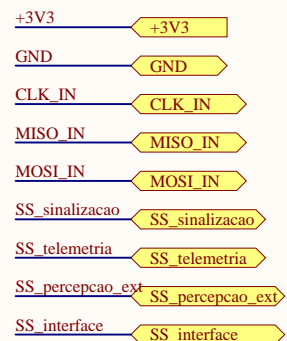 +3V3
+3V3
GND
GND
CLK_IN
CLK_IN
MISO_IN
MISO_IN
MOSI_IN
MOSI_IN
SS_sinalizacao
SS_sinalizacao
SS_telemetria
SS_telemetria
SS_percepcao_ext
SS_percepcao_ext
SS_interface
SS_interface